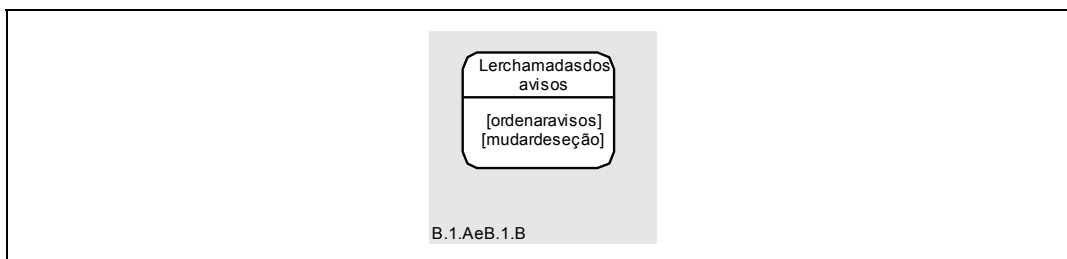 Lerchamadasdos
avisos
[ordenaravisos]
[mudardeseção]
B.1.AeB.1.B